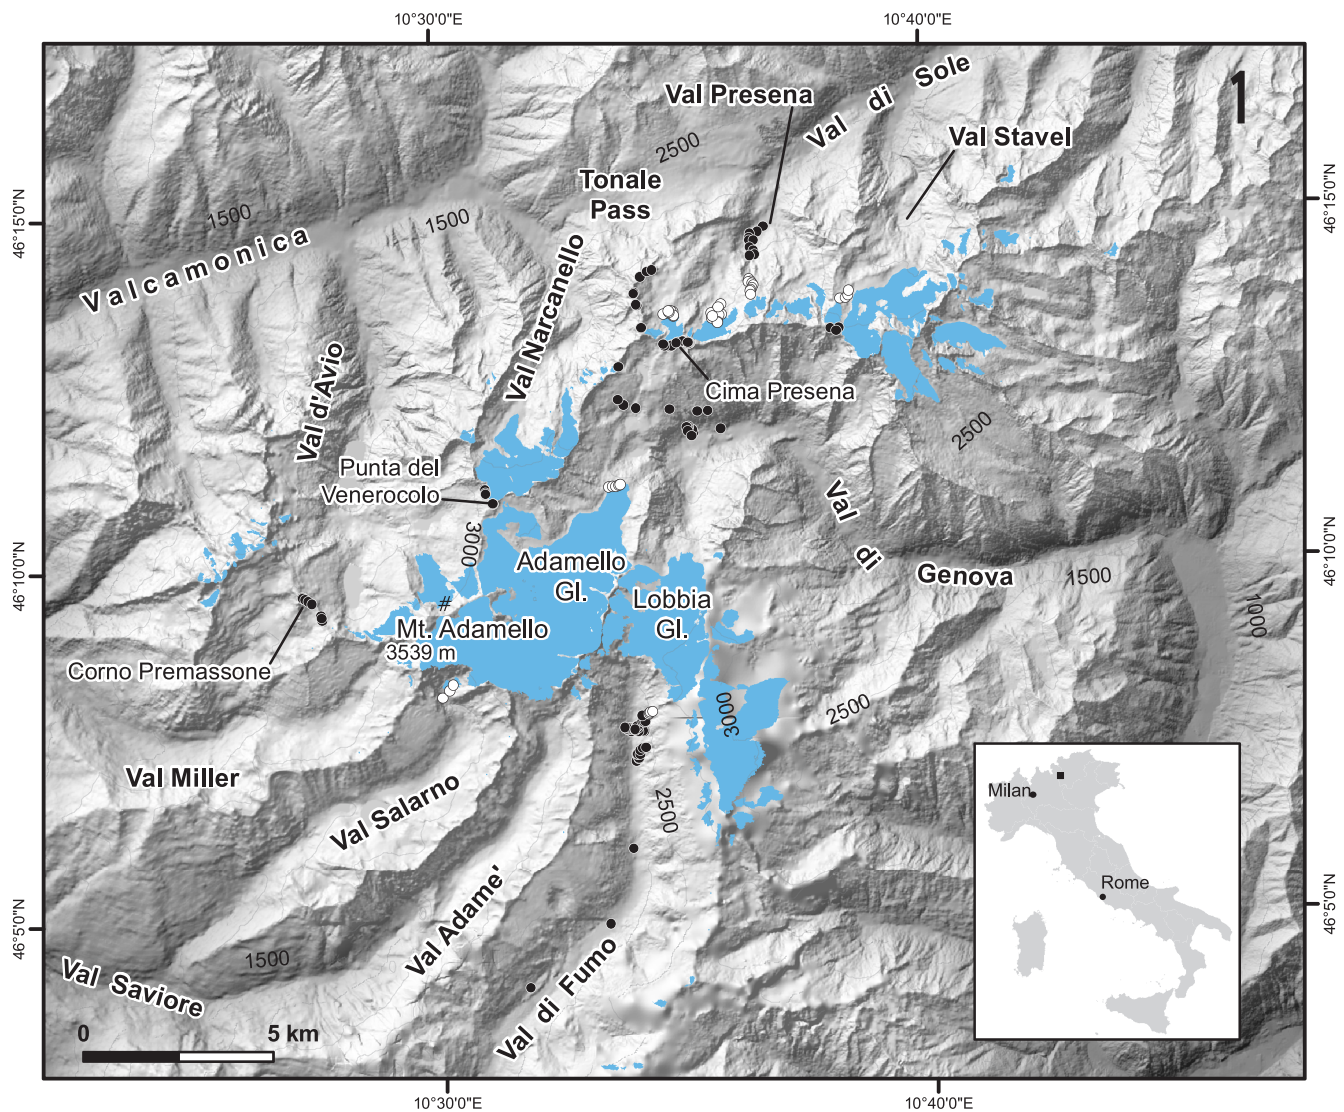 10°30'0"E
10°40'0"E
1
Val di Sole
Val Presena
Val Stavel
2500
Tonale
Pass
46°15'0"N
46°15'0"N
1500
1500
Valcamonica
Val Narcanello
Val d'Avio
Cima Presena
2500
Punta del
Venerocolo
3000
Val di Genova
46°10'0"N
46°10'0"N
Adamello
Gl.
1500
Lobbia
Gl.
1000
#
Mt. Adamello
3539 m
Corno Premassone
3000
2500
Val Miller
Val Salarno
2500
Milan
Rome
Val Adame'
46°5'0"N
46°5'0"N
1500
Val Saviore
Val di Fumo
0 5 km
10°30'0"E
10°40'0"E